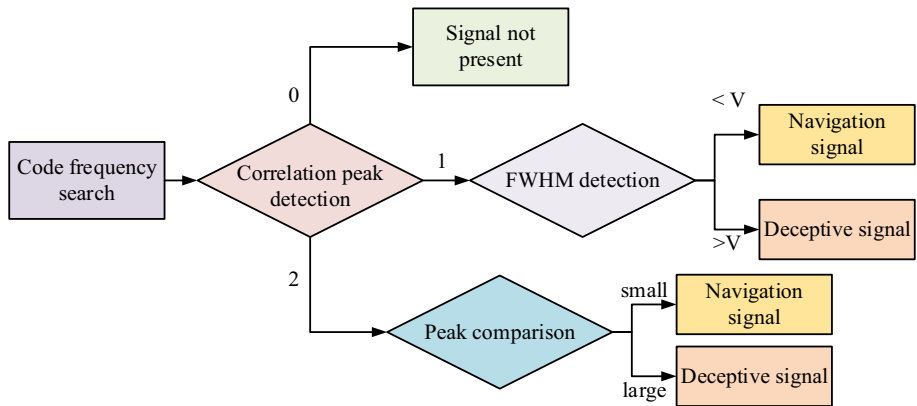 Signal not
present
0
Code frequency
search
Correlation peak
detection
1
FWHM detection
< V
Navigation
signal
>V
Deceptive signal
2
Peak comparison
small
Navigation
signal
large
Deceptive signal